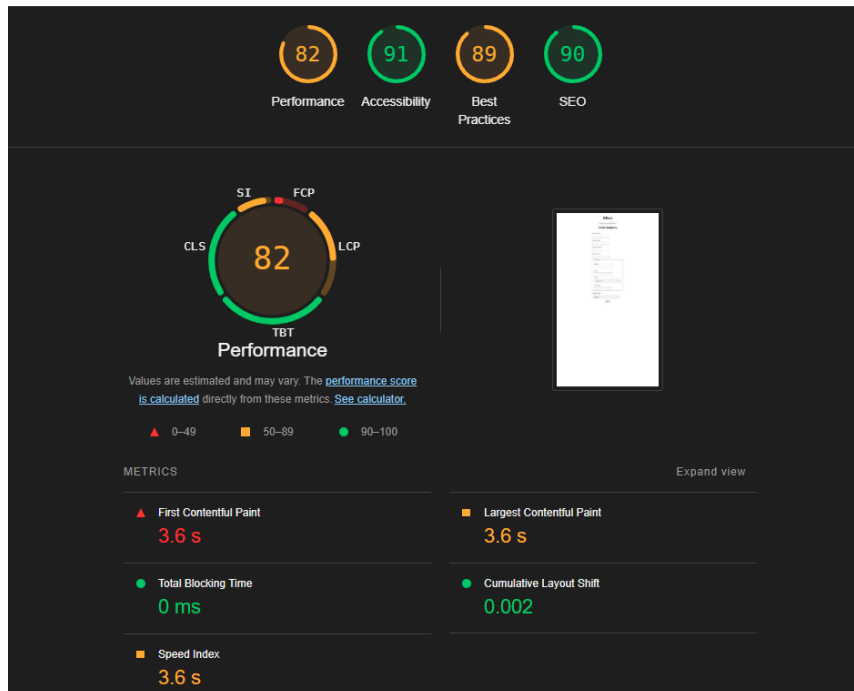 82
91
89
90
Performance
Accessibility
Best
Practices
SEO
SI
FCP
CLS
LCP
82
TBT
Performance
Values are estimated and may vary. The performance score
is calculated directly from these metrics. See calculator.
0–49
50–89
90–100
METRICS
Expand view
First Contentful Paint
3.6 s
Largest Contentful Paint
3.6 s
Total Blocking Time
0 ms
Cumulative Layout Shift
0.002
Speed Index
3.6 s